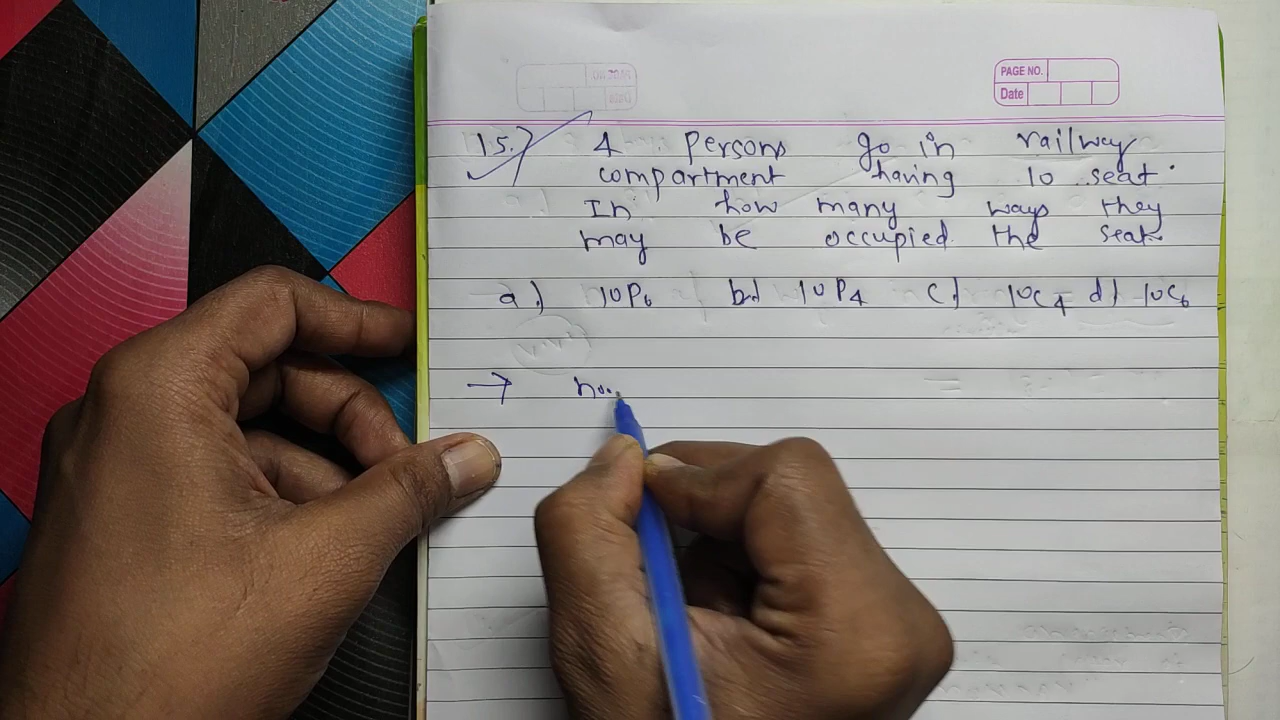 PAGE NO.
Date
15.) 4 persons go in railway
compartment having 10 seat.
In how many ways they
may be occupied the seat.
a.) 10P6 b.) 10P4 c.) 10C4 d) 10C6
→ no.